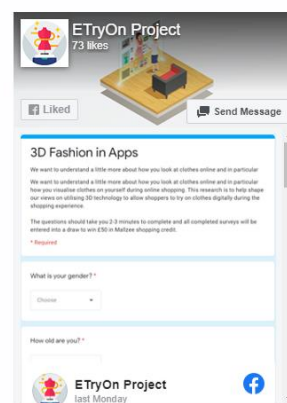 ETryOn Project
73 likes
Liked
Send Message
3D Fashion in Apps
We want to understand a little more about how you look at clothes online and in particular
We want to understand a little more about how you look at clothes online and in particular
how you visualise clothes on yourself during online shopping. This research is to help shape
our views on utilising 3D technology to allow shoppers to try on clothes digitally during the
shopping experience.
The questions should take you 2-3 minutes to complete and all completed surveys will be
entered into a draw to win £50 in Mallzee shopping credit.
* Required
What is your gender? *
Choose
How old are you? *
ETryOn Project
last Monday